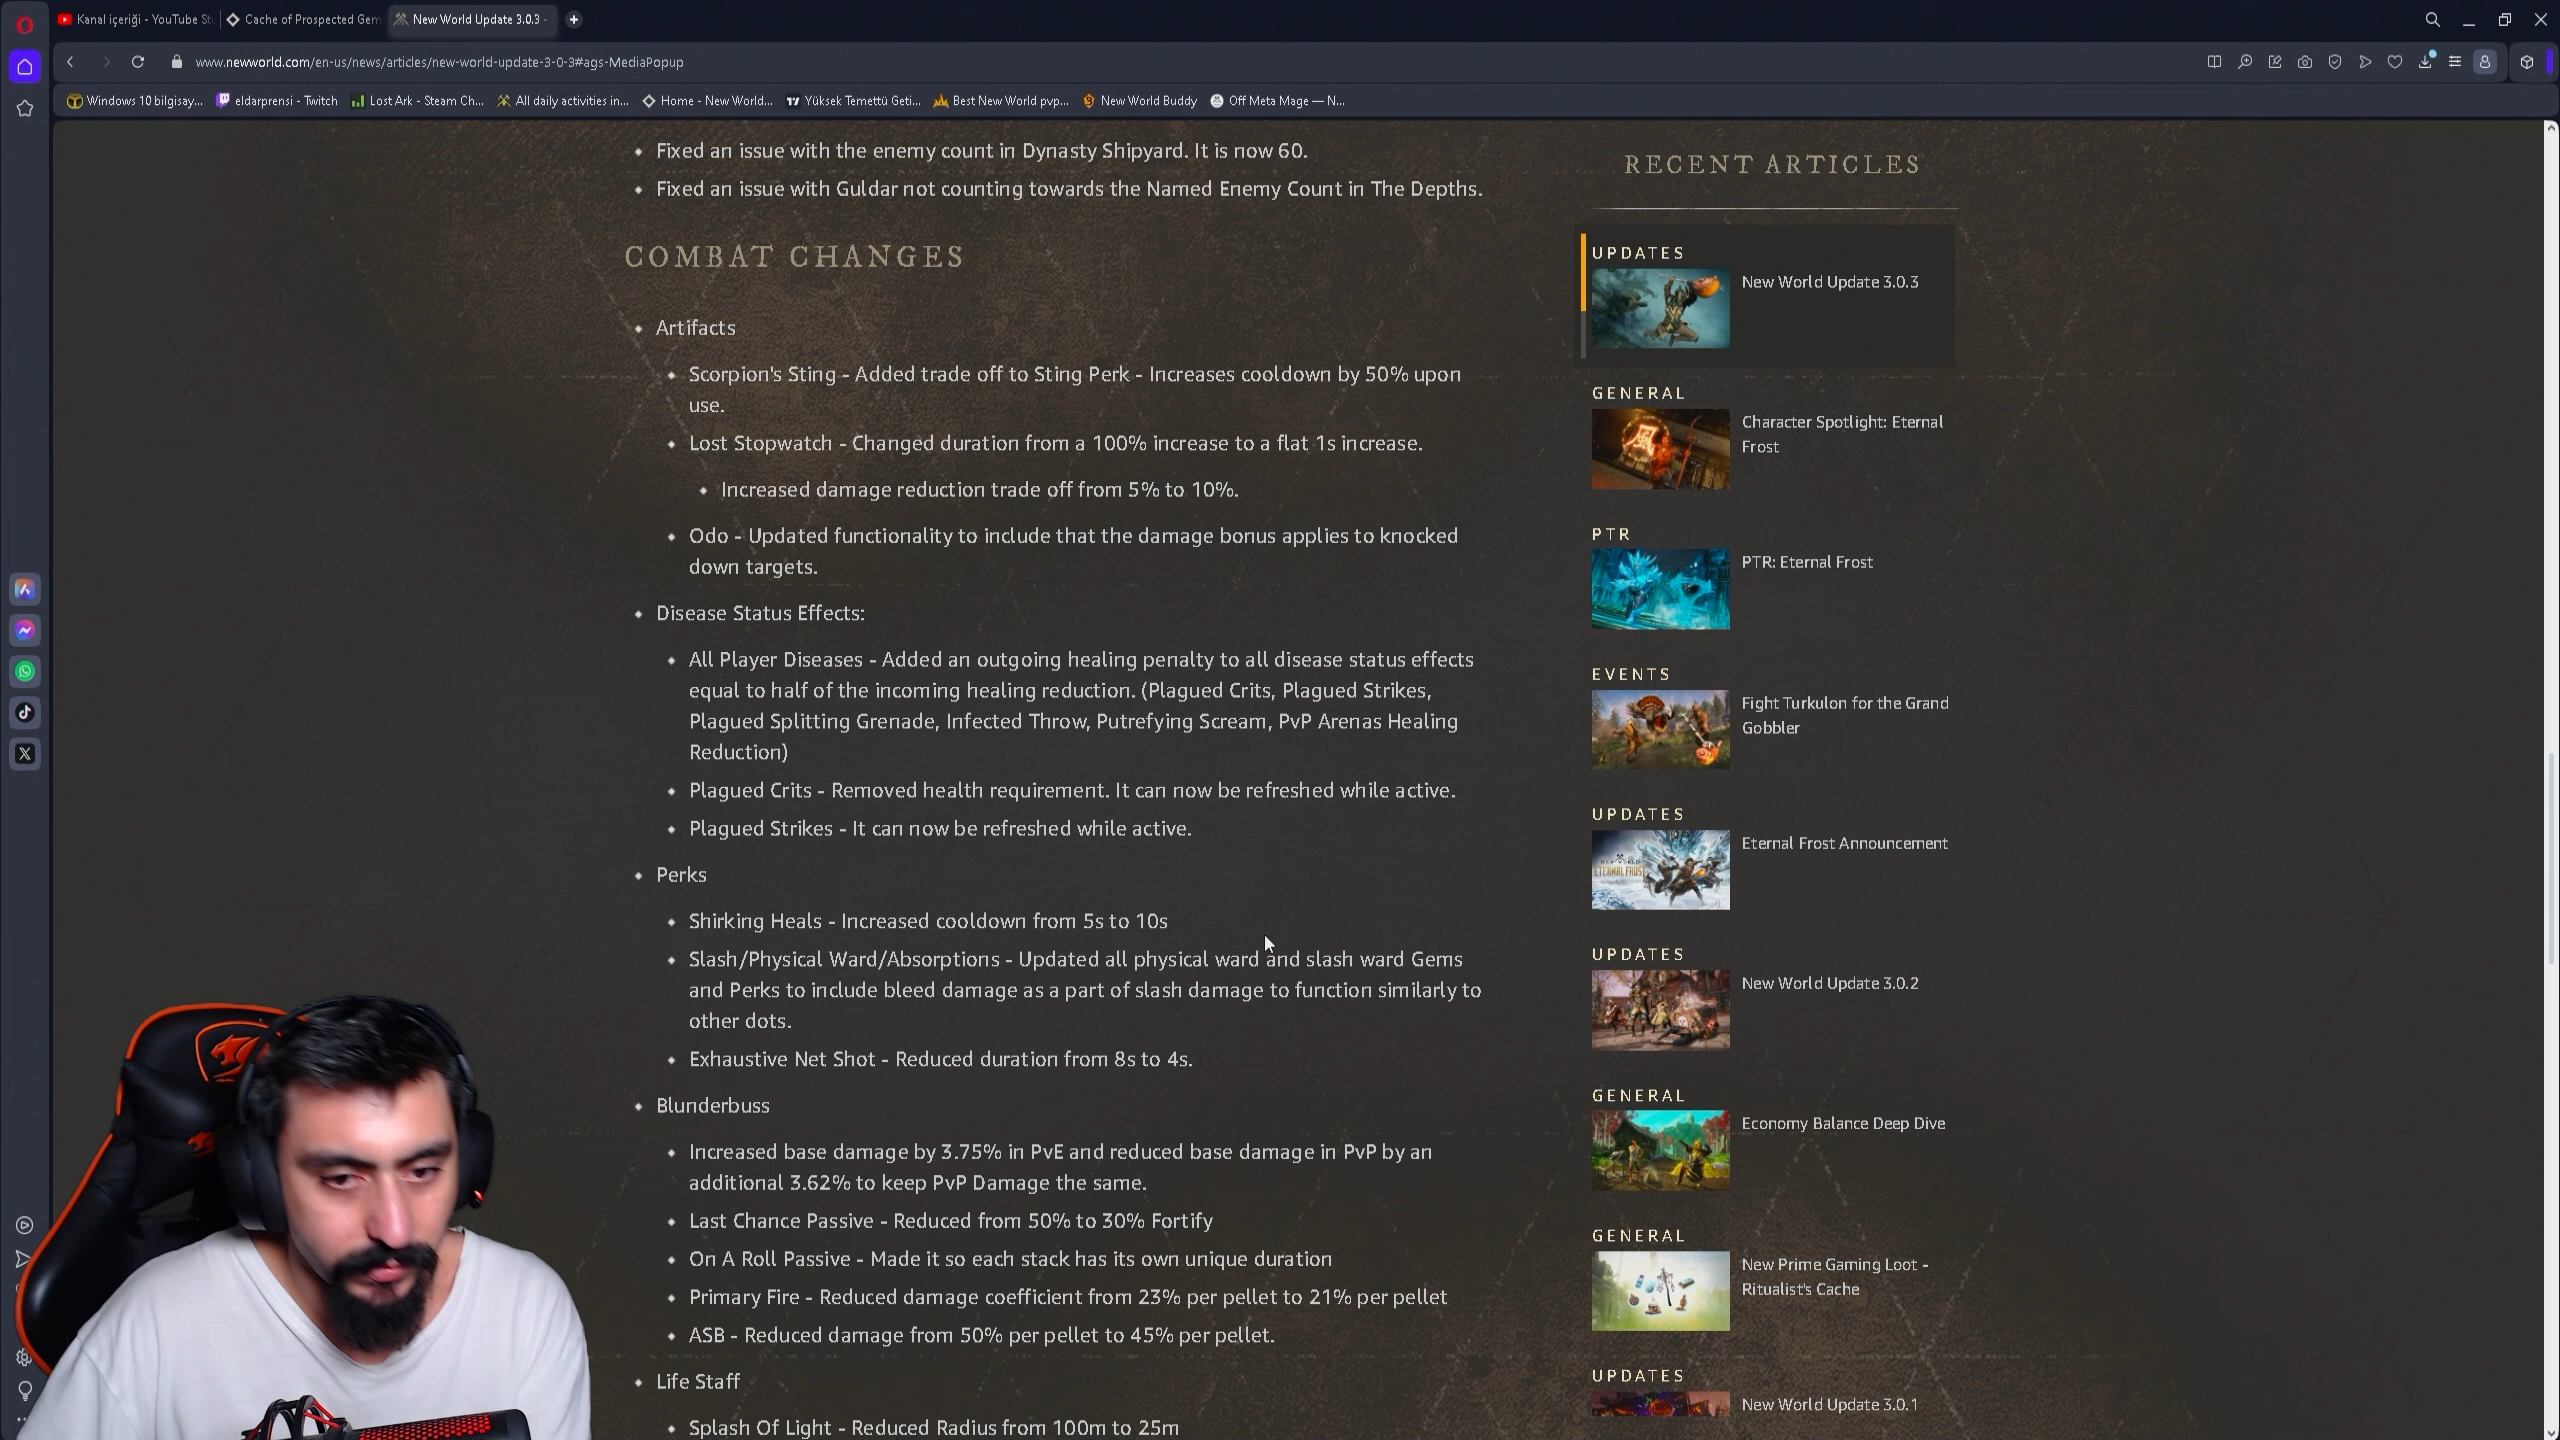 Kanal içeriği - YouTube St
Cache of Prospected Gem
New World Update 3.0.3 -
www.newworld.com/en-us/news/articles/new-world-update-3-0-3#ags-MediaPopup
Windows 10 bilgisay...
eldarprensi - Twitch
Lost Ark - Steam Ch...
All daily activities in...
Home - New World...
Yüksek Temettü Geti...
Best New World pvp...
New World Buddy
Off Meta Mage — N...
Fixed an issue with the enemy count in Dynasty Shipyard. It is now 60.
Fixed an issue with Guldar not counting towards the Named Enemy Count in The Depths.
COMBAT CHANGES
Artifacts
Scorpion's Sting - Added trade off to Sting Perk - Increases cooldown by 50% upon
use.
Lost Stopwatch - Changed duration from a 100% increase to a flat 1s increase.
Increased damage reduction trade off from 5% to 10%.
Odo - Updated functionality to include that the damage bonus applies to knocked
down targets.
Disease Status Effects:
All Player Diseases - Added an outgoing healing penalty to all disease status effects
equal to half of the incoming healing reduction. (Plagued Crits, Plagued Strikes,
Plagued Splitting Grenade, Infected Throw, Putrefying Scream, PvP Arenas Healing
Reduction)
Plagued Crits - Removed health requirement. It can now be refreshed while active.
Plagued Strikes - It can now be refreshed while active.
Perks
Shirking Heals - Increased cooldown from 5s to 10s
Slash/Physical Ward/Absorptions - Updated all physical ward and slash ward Gems
and Perks to include bleed damage as a part of slash damage to function similarly to
other dots.
Exhaustive Net Shot - Reduced duration from 8s to 4s.
Blunderbuss
Increased base damage by 3.75% in PvE and reduced base damage in PvP by an
additional 3.62% to keep PvP Damage the same.
Last Chance Passive - Reduced from 50% to 30% Fortify
On A Roll Passive - Made it so each stack has its own unique duration
Primary Fire - Reduced damage coefficient from 23% per pellet to 21% per pellet
ASB - Reduced damage from 50% per pellet to 45% per pellet.
Life Staff
Splash Of Light - Reduced Radius from 100m to 25m
RECENT ARTICLES
UPDATES
New World Update 3.0.3
GENERAL
Character Spotlight: Eternal
Frost
PTR
PTR: Eternal Frost
EVENTS
Fight Turkulon for the Grand
Gobbler
UPDATES
Eternal Frost Announcement
UPDATES
New World Update 3.0.2
GENERAL
Economy Balance Deep Dive
GENERAL
New Prime Gaming Loot -
Ritualist's Cache
UPDATES
New World Update 3.0.1